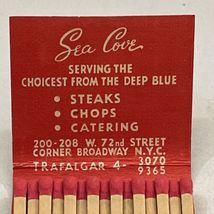 Sea Cove
SERVING THE
CHOICEST FROM THE DEEP BLUE
• STEAKS
• CHOPS
• CATERING
200-208 W. 72nd STREET
CORNER BROADWAY N.Y.C.
TRAFALGAR 4- 3070
9365